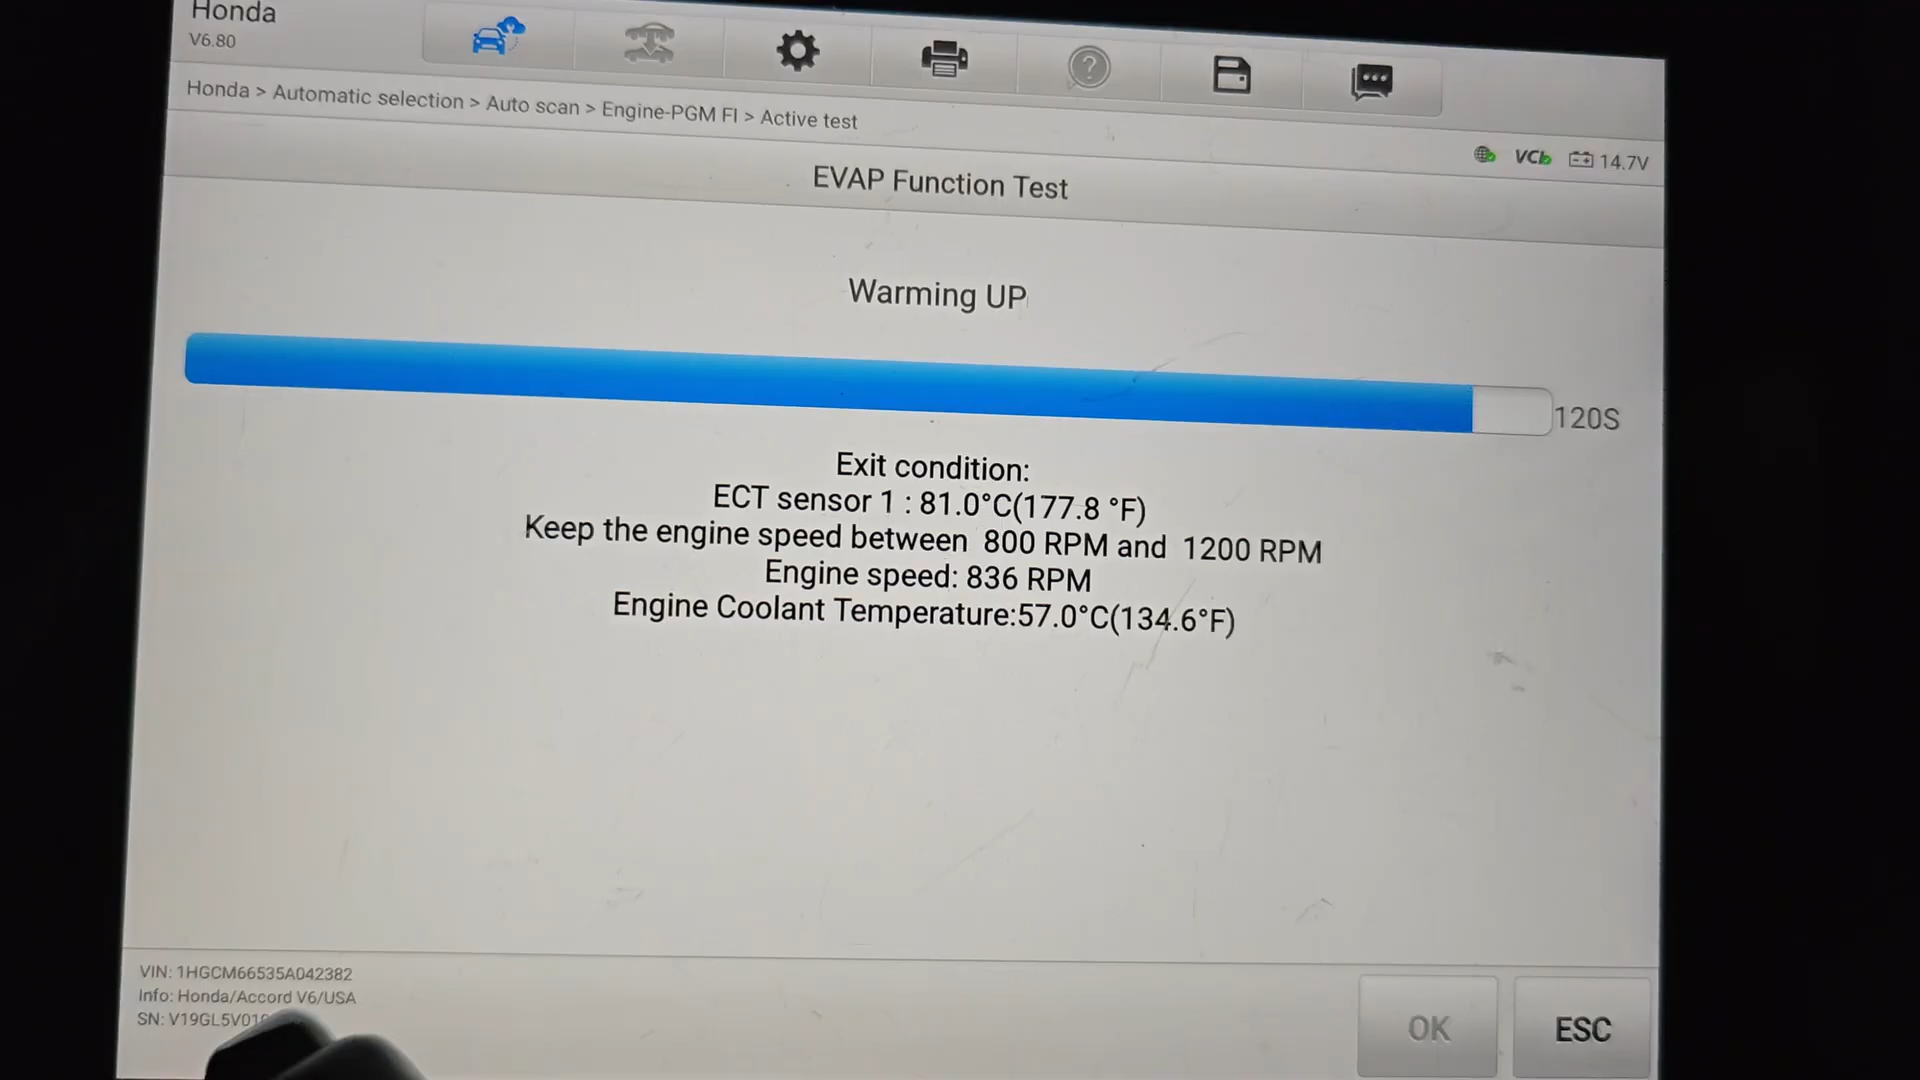 Honda
V6.80
Honda > Automatic selection > Auto scan > Engine-PGM FI > Active test
VCI 14.7V
EVAP Function Test
Warming UP
120S
Exit condition:
ECT sensor 1 : 81.0°C(177.8 °F)
Keep the engine speed between 800 RPM and 1200 RPM
Engine speed: 836 RPM
Engine Coolant Temperature:57.0°C(134.6°F)
VIN: 1HGCM66535A042382
Info: Honda/Accord V6/USA
SN: V19GL5V01
OK
ESC